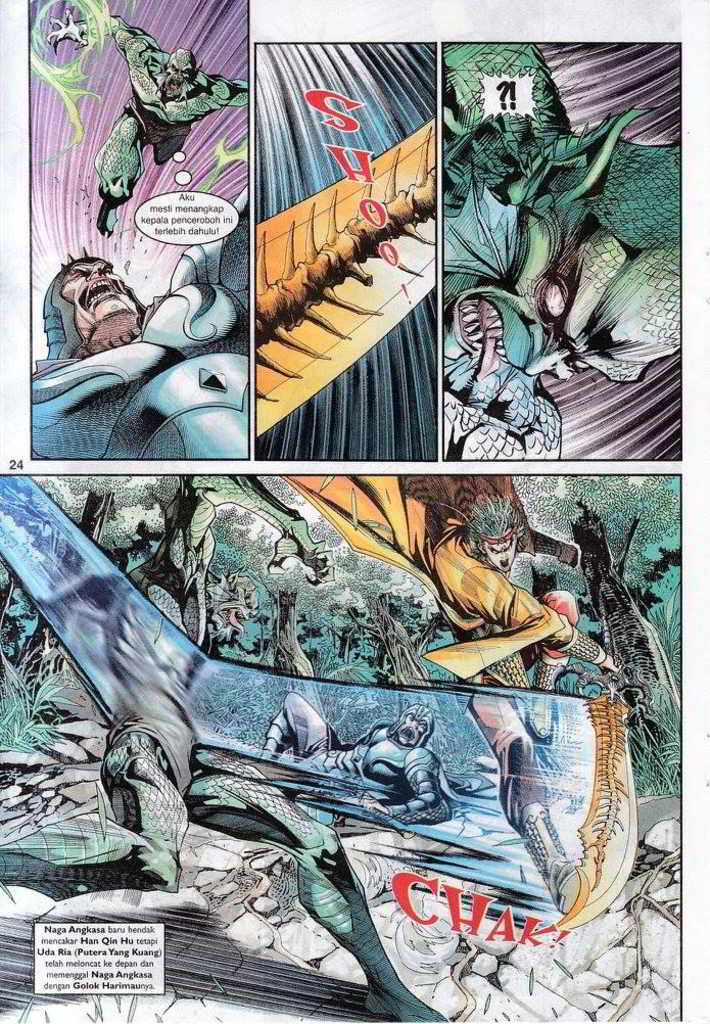 Aku
mesti menangkap
kepala penceroboh ini
terlebih dahulu!
SHOOO!
?!
24
CHAK!
Naga Angkasa baru hendak
mencakar Han Qin Hu tetapi
Uda Ria (Putera Yang Kuang)
telah meloncat ke depan dan
memenggal Naga Angkasa
dengan Golok Harimaunya.